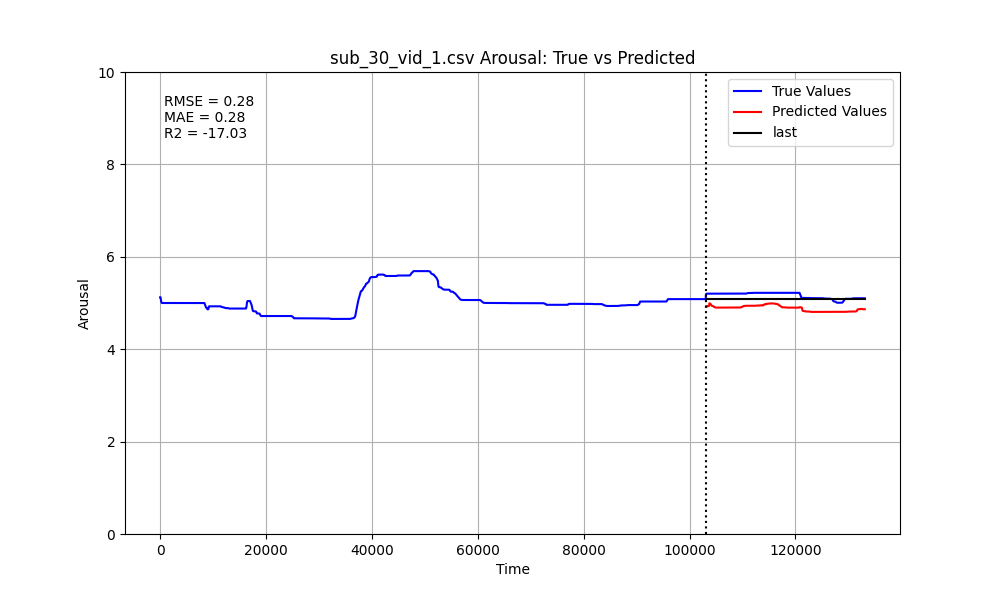 sub_30_vid_1.csv Arousal: True vs Predicted
RMSE = 0.28
MAE = 0.28
R2 = -17.03
True Values
Predicted Values
last
10
8
6
4
2
0
Arousal
0
20000
40000
60000
80000
100000
120000
Time